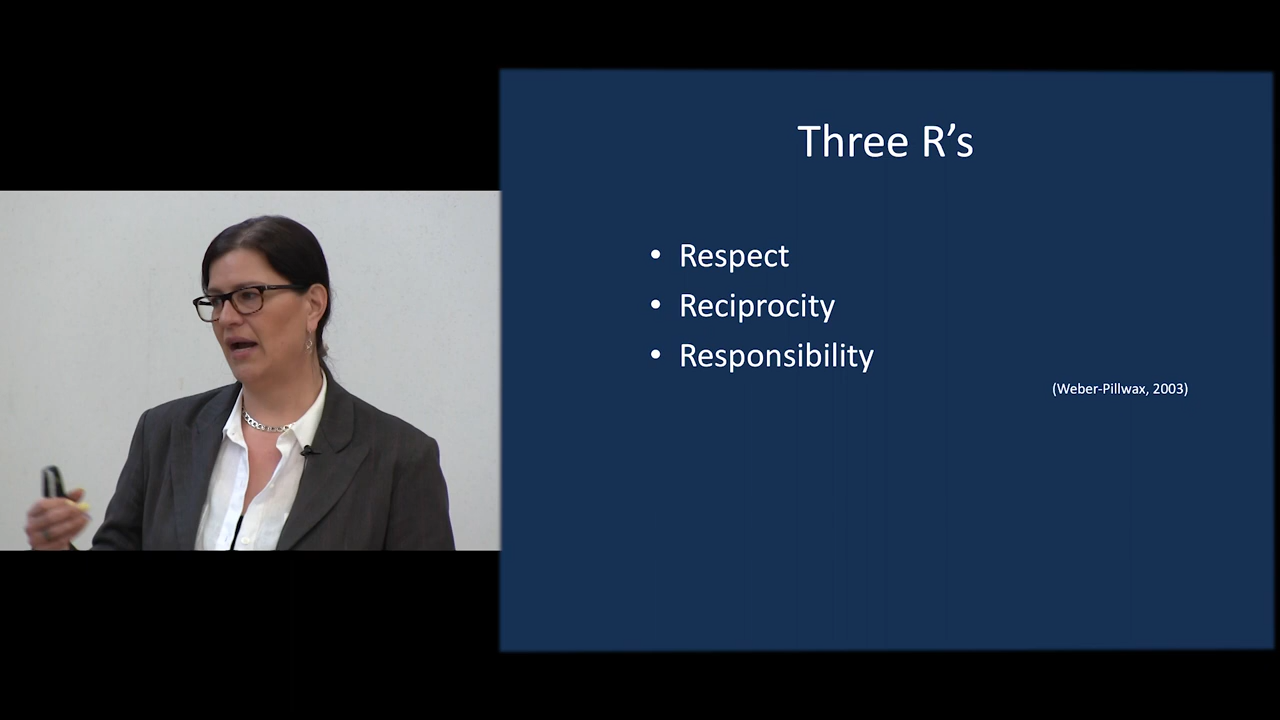 Three R’s
• Respect
• Reciprocity
• Responsibility
(Weber-Pillwax, 2003)